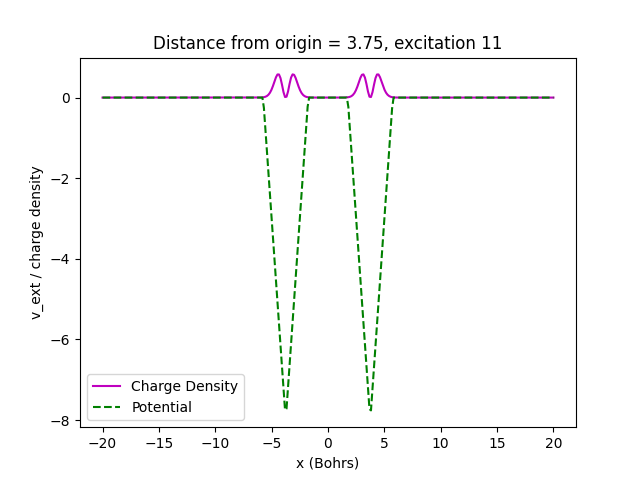 Distance from origin = 3.75, excitation 11
v_ext / charge density
0
−2
−4
−6
−8
Charge Density
Potential
−20
−15
−10
−5
0
5
10
15
20
x (Bohrs)